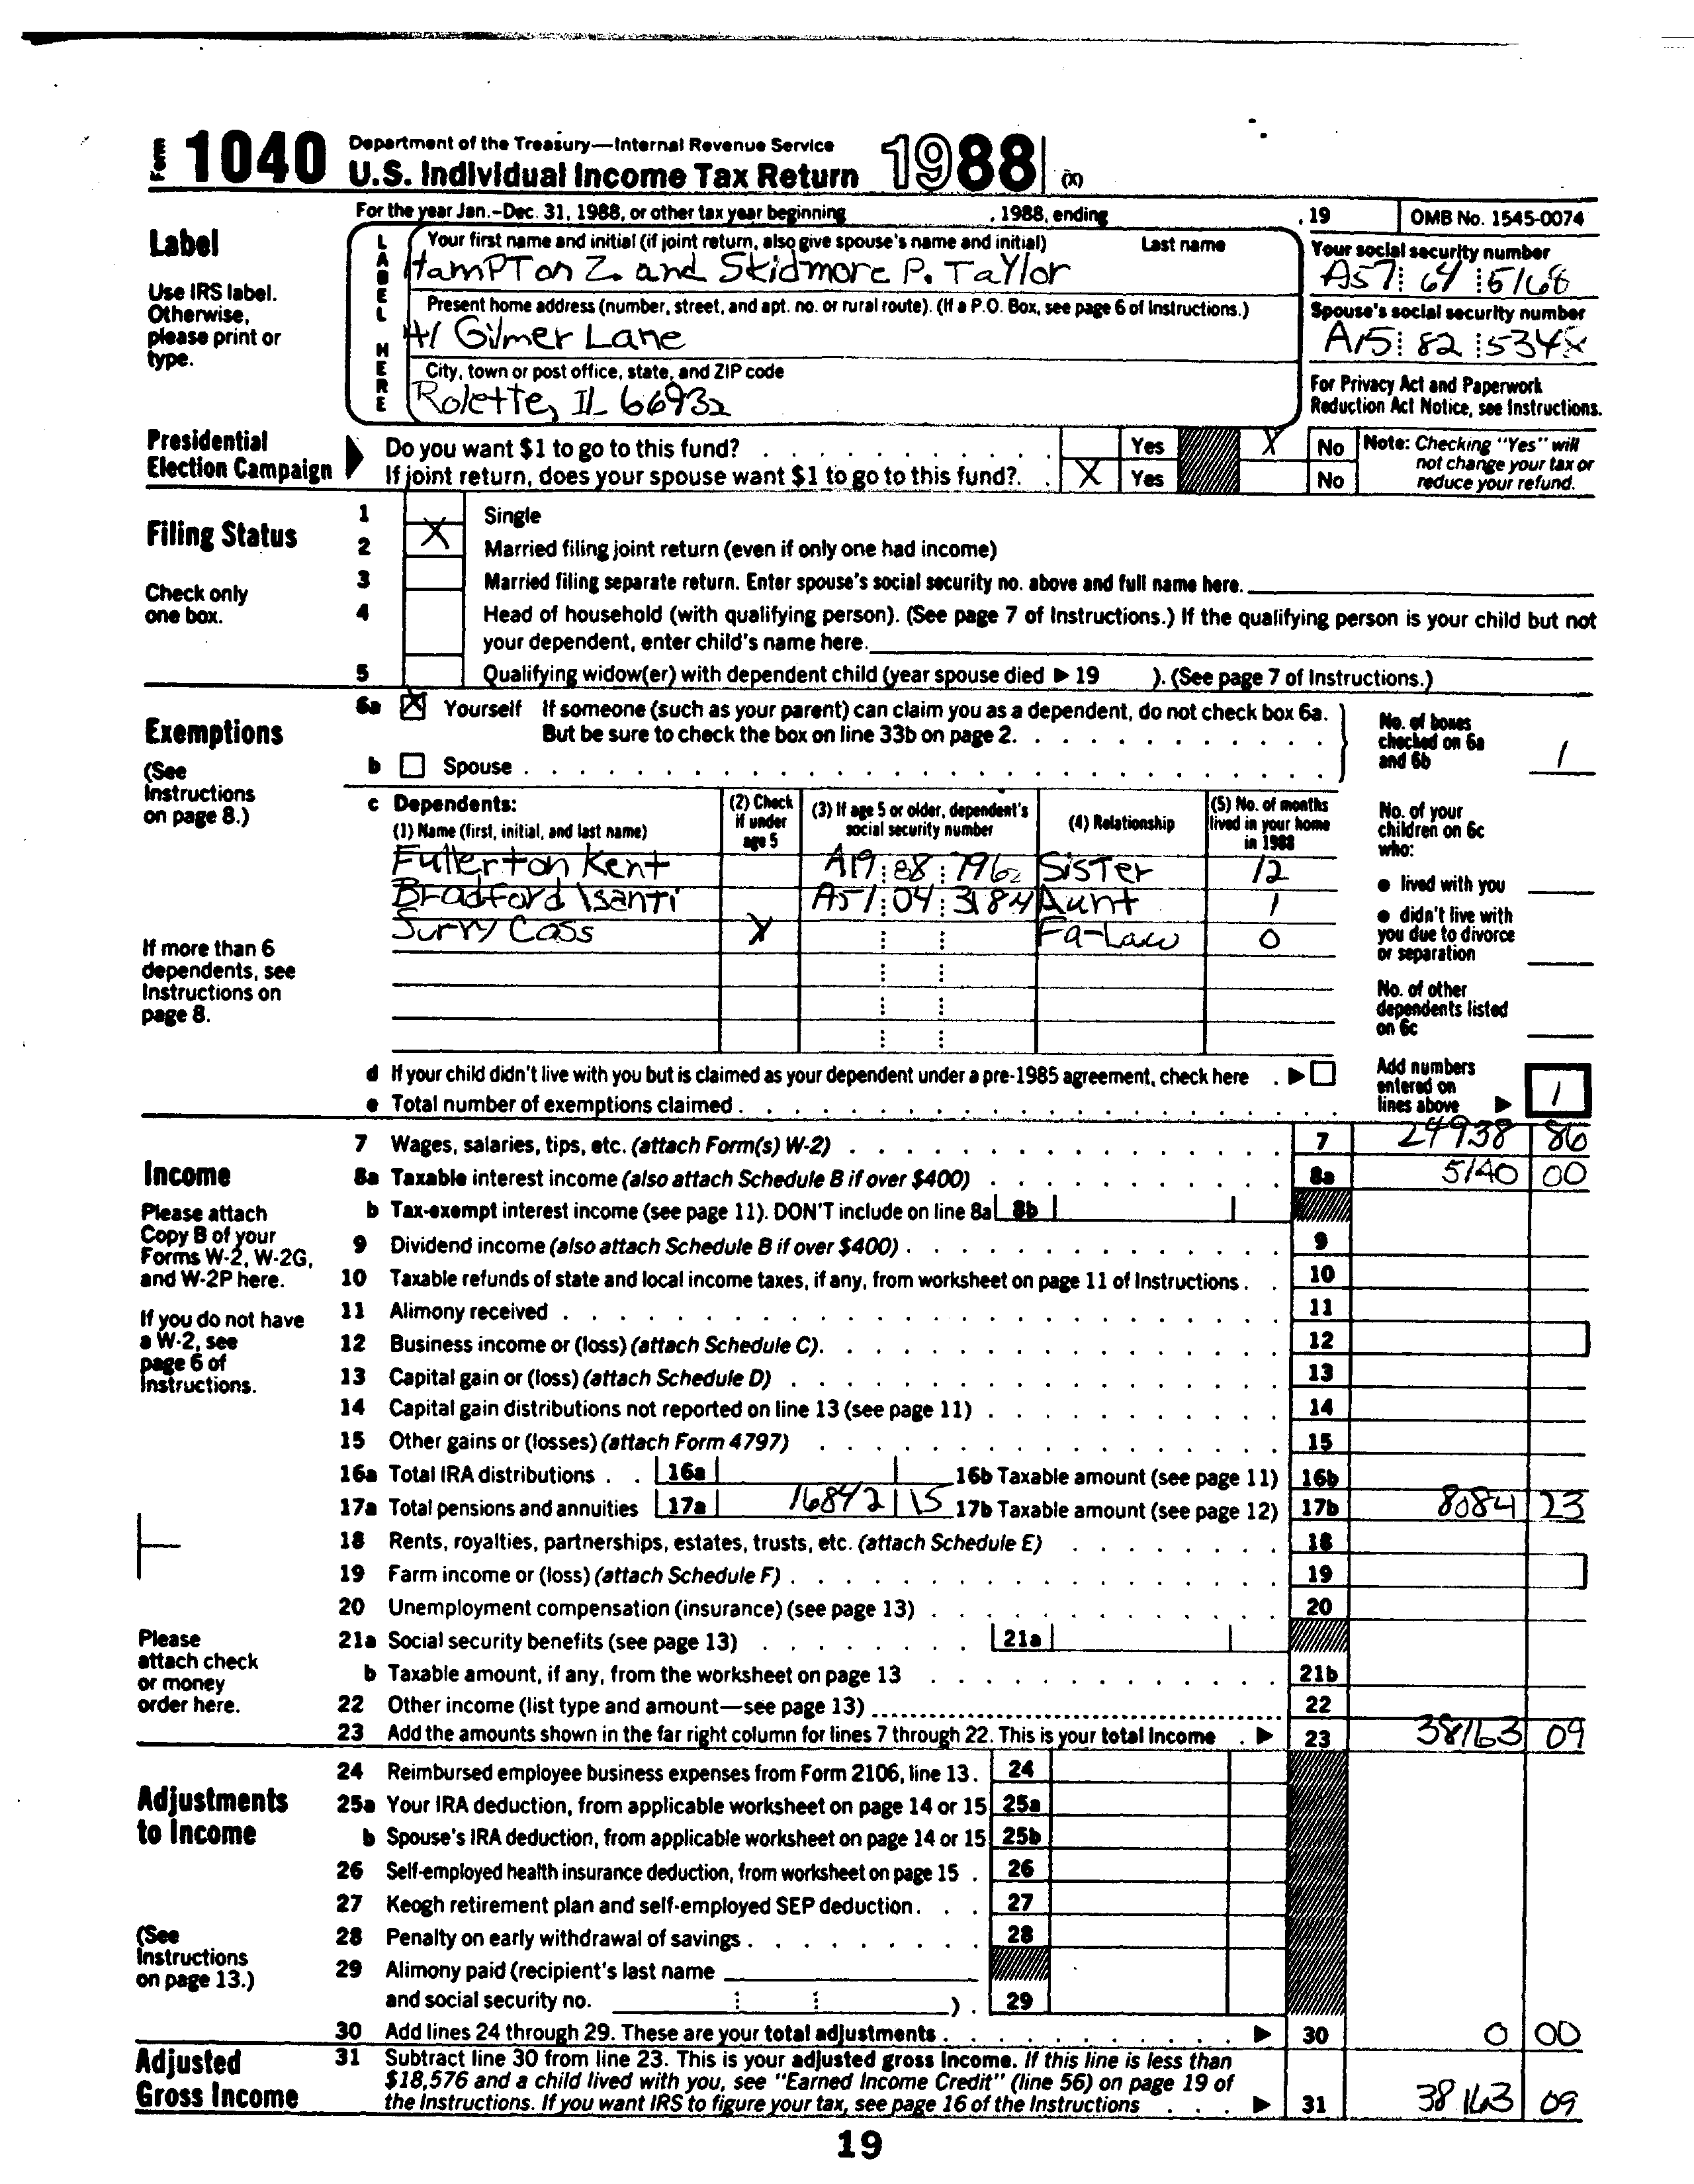 Form 1040 Department of the Treasury—Internal Revenue Service
U.S. Individual Income Tax Return 1988 (X)
For the year Jan.-Dec. 31, 1988, or other tax year beginning , 1988, ending , 19 OMB No. 1545-0074
Label
Use IRS label. Otherwise, please print or type.
LABEL HERE
Your first name and initial (if joint return, also give spouse's name and initial) Last name
HamPTon Z. and Skidmore P. Taylor
Your social security number
A57 64 5168
Present home address (number, street, and apt. no. or rural route). (If a P.O. Box, see page 6 of Instructions.)
41 Gilmer Lane
Spouse's social security number
A15 82 534x
City, town or post office, state, and ZIP code
Rolette, IL 66932
For Privacy Act and Paperwork Reduction Act Notice, see Instructions.
Presidential Election Campaign
Do you want $1 to go to this fund? Yes X No
If joint return, does your spouse want $1 to go to this fund?. X Yes No
Note: Checking "Yes" will not change your tax or reduce your refund.
Filing Status
Check only one box.
1 Single
2 X Married filing joint return (even if only one had income)
3 Married filing separate return. Enter spouse's social security no. above and full name here.
4 Head of household (with qualifying person). (See page 7 of Instructions.) If the qualifying person is your child but not
your dependent, enter child's name here.
5 Qualifying widow(er) with dependent child (year spouse died ▶ 19 ). (See page 7 of Instructions.)
Exemptions
(See Instructions on page 8.)
6a X Yourself If someone (such as your parent) can claim you as a dependent, do not check box 6a.
But be sure to check the box on line 33b on page 2.
b Spouse
No. of boxes checked on 6a and 6b 1
c Dependents:
(1) Name (first, initial, and last name) (2) Check if under age 5 (3) If age 5 or older, dependent's social security number (4) Relationship (5) No. of months lived in your home in 1988
Fullerton Kent A19 88 7962 Sister 12
Bradford Isanti A51 04 3184 Aunt 1
Surry Cass X Fa-Law 0
If more than 6 dependents, see Instructions on page 8.
No. of your children on 6c who:
● lived with you
● didn't live with you due to divorce or separation
No. of other dependents listed on 6c
d If your child didn't live with you but is claimed as your dependent under a pre-1985 agreement, check here ▶
e Total number of exemptions claimed
Add numbers entered on lines above ▶ 1
Income
Please attach Copy B of your Forms W-2, W-2G, and W-2P here.
If you do not have a W-2, see page 6 of Instructions.
Please attach check or money order here.
7 Wages, salaries, tips, etc. (attach Form(s) W-2) 7 24938 86
8a Taxable interest income (also attach Schedule B if over $400) 8a 5140 00
b Tax-exempt interest income (see page 11). DON'T include on line 8a 8b
9 Dividend income (also attach Schedule B if over $400) 9
10 Taxable refunds of state and local income taxes, if any, from worksheet on page 11 of Instructions 10
11 Alimony received 11
12 Business income or (loss) (attach Schedule C). 12
13 Capital gain or (loss) (attach Schedule D) 13
14 Capital gain distributions not reported on line 13 (see page 11) 14
15 Other gains or (losses) (attach Form 4797) 15
16a Total IRA distributions 16a 16b Taxable amount (see page 11) 16b
17a Total pensions and annuities 17a 16842 15 17b Taxable amount (see page 12) 17b 8084 23
18 Rents, royalties, partnerships, estates, trusts, etc. (attach Schedule E) 18
19 Farm income or (loss) (attach Schedule F) 19
20 Unemployment compensation (insurance) (see page 13) 20
21a Social security benefits (see page 13) 21a
b Taxable amount, if any, from the worksheet on page 13 21b
22 Other income (list type and amount—see page 13) 22
23 Add the amounts shown in the far right column for lines 7 through 22. This is your total income ▶ 23 38163 09
Adjustments to Income
(See Instructions on page 13.)
24 Reimbursed employee business expenses from Form 2106, line 13. 24
25a Your IRA deduction, from applicable worksheet on page 14 or 15 25a
b Spouse's IRA deduction, from applicable worksheet on page 14 or 15 25b
26 Self-employed health insurance deduction, from worksheet on page 15 26
27 Keogh retirement plan and self-employed SEP deduction 27
28 Penalty on early withdrawal of savings 28
29 Alimony paid (recipient's last name
and social security no. ) 29
30 Add lines 24 through 29. These are your total adjustments ▶ 30 0 00
Adjusted Gross Income
31 Subtract line 30 from line 23. This is your adjusted gross income. If this line is less than
$18,576 and a child lived with you, see "Earned Income Credit" (line 56) on page 19 of
the Instructions. If you want IRS to figure your tax, see page 16 of the Instructions ▶ 31 38163 09
19